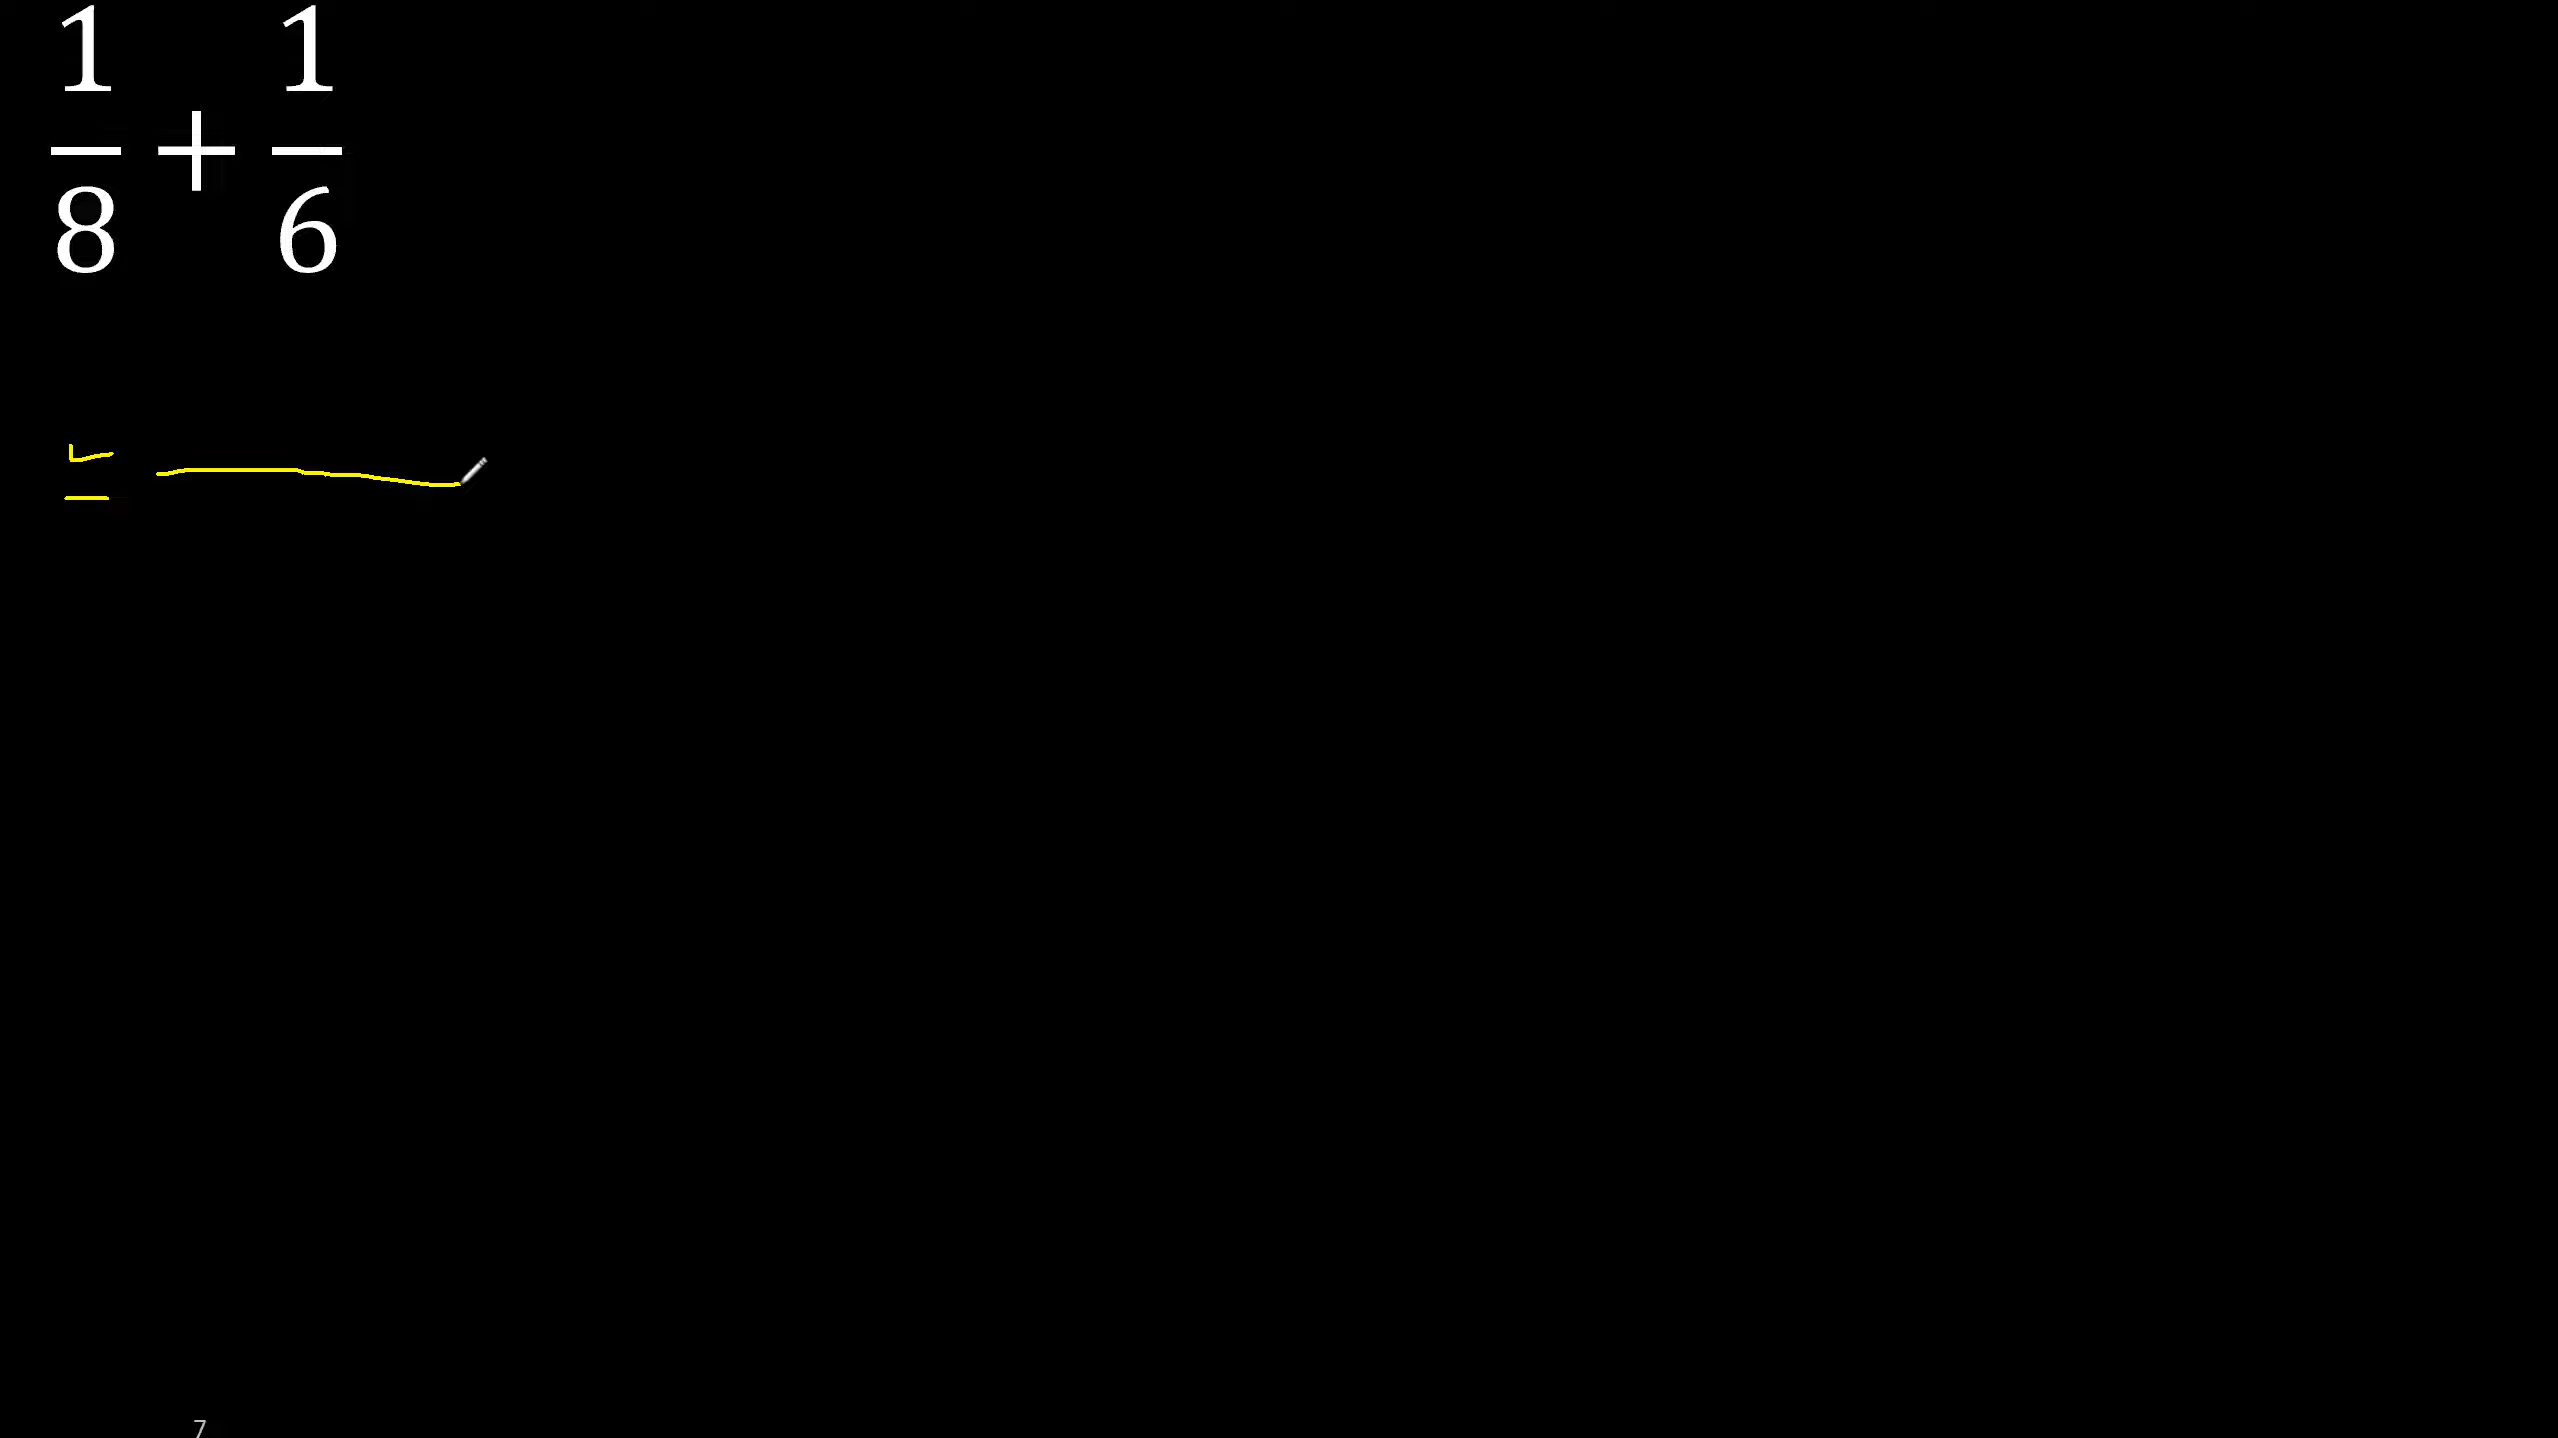 1/8 + 1/6
=
7